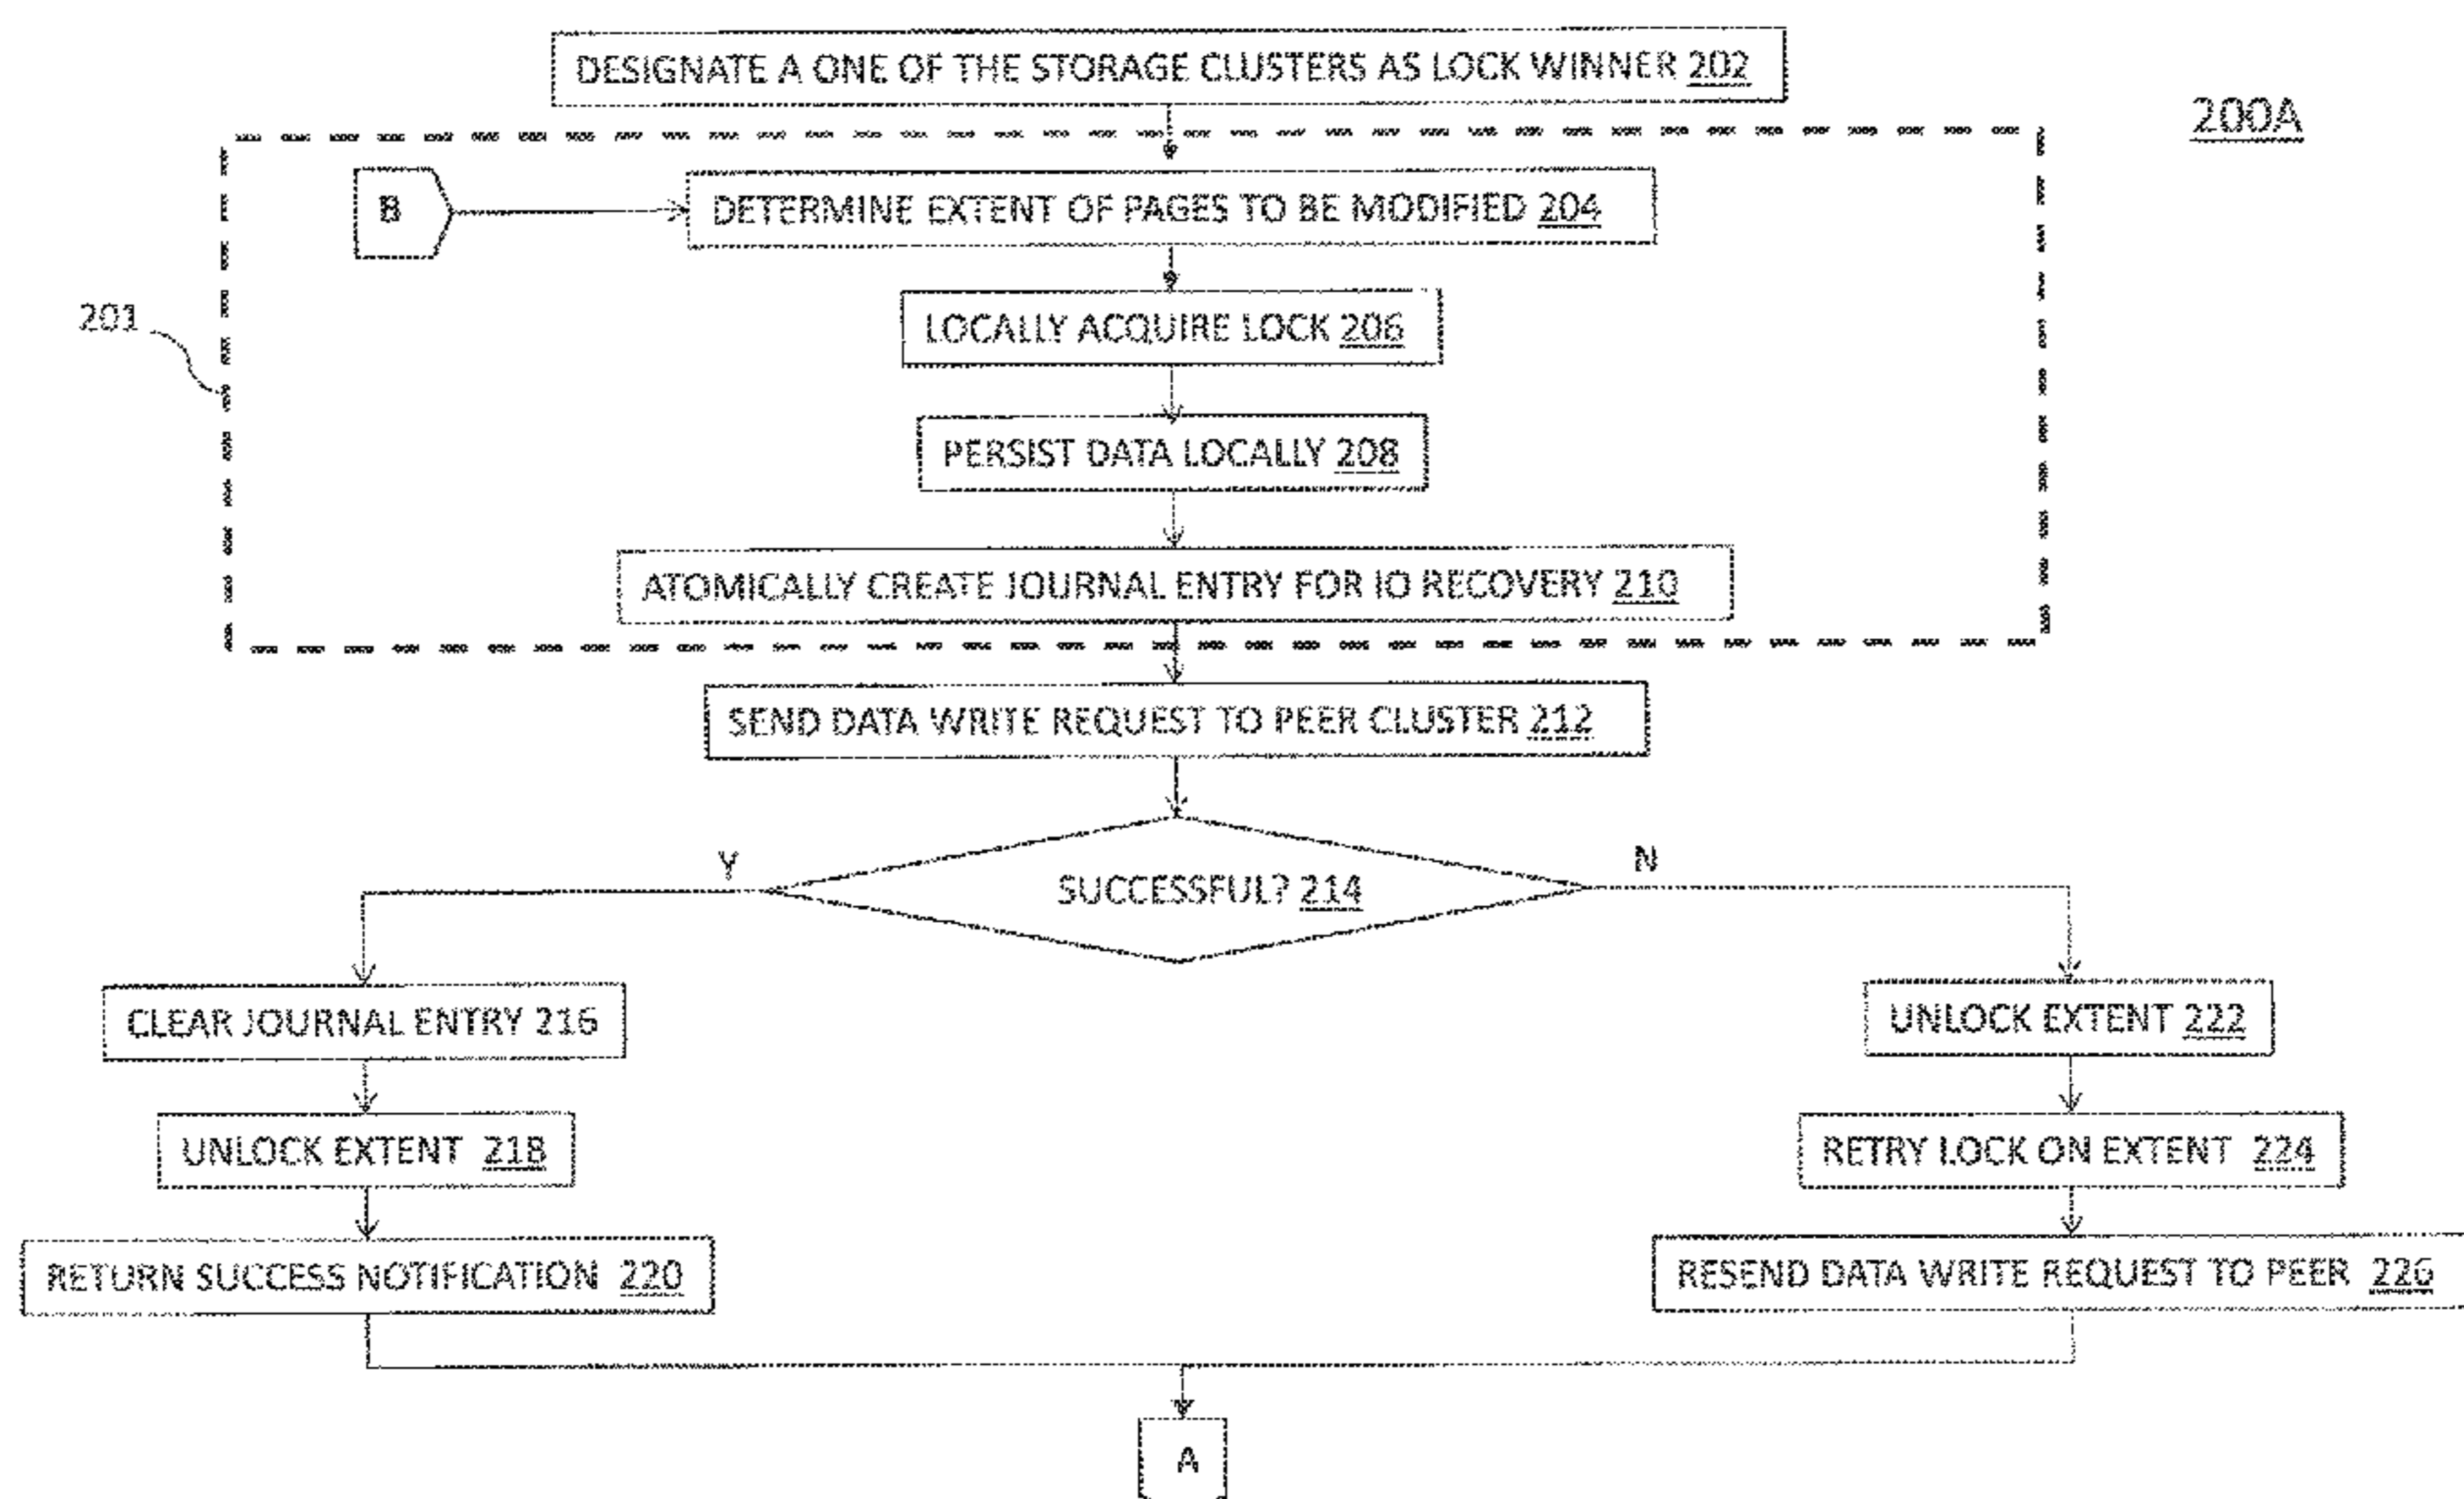 DESIGNATE A ONE OF THE STORAGE CLUSTERS AS LOCK WINNER 202
200A
B
DETERMINE EXTENT OF PAGES TO BE MODIFIED 204
201
LOCALLY ACQUIRE LOCK 206
PERSIST DATA LOCALLY 208
ATOMICALLY CREATE JOURNAL ENTRY FOR IO RECOVERY 210
SEND DATA WRITE REQUEST TO PEER CLUSTER 212
Y
SUCCESSFUL? 214
N
CLEAR JOURNAL ENTRY 216
UNLOCK EXTENT 222
UNLOCK EXTENT 218
RETRY LOCK ON EXTENT 224
RETURN SUCCESS NOTIFICATION 220
RESEND DATA WRITE REQUEST TO PEER 226
A